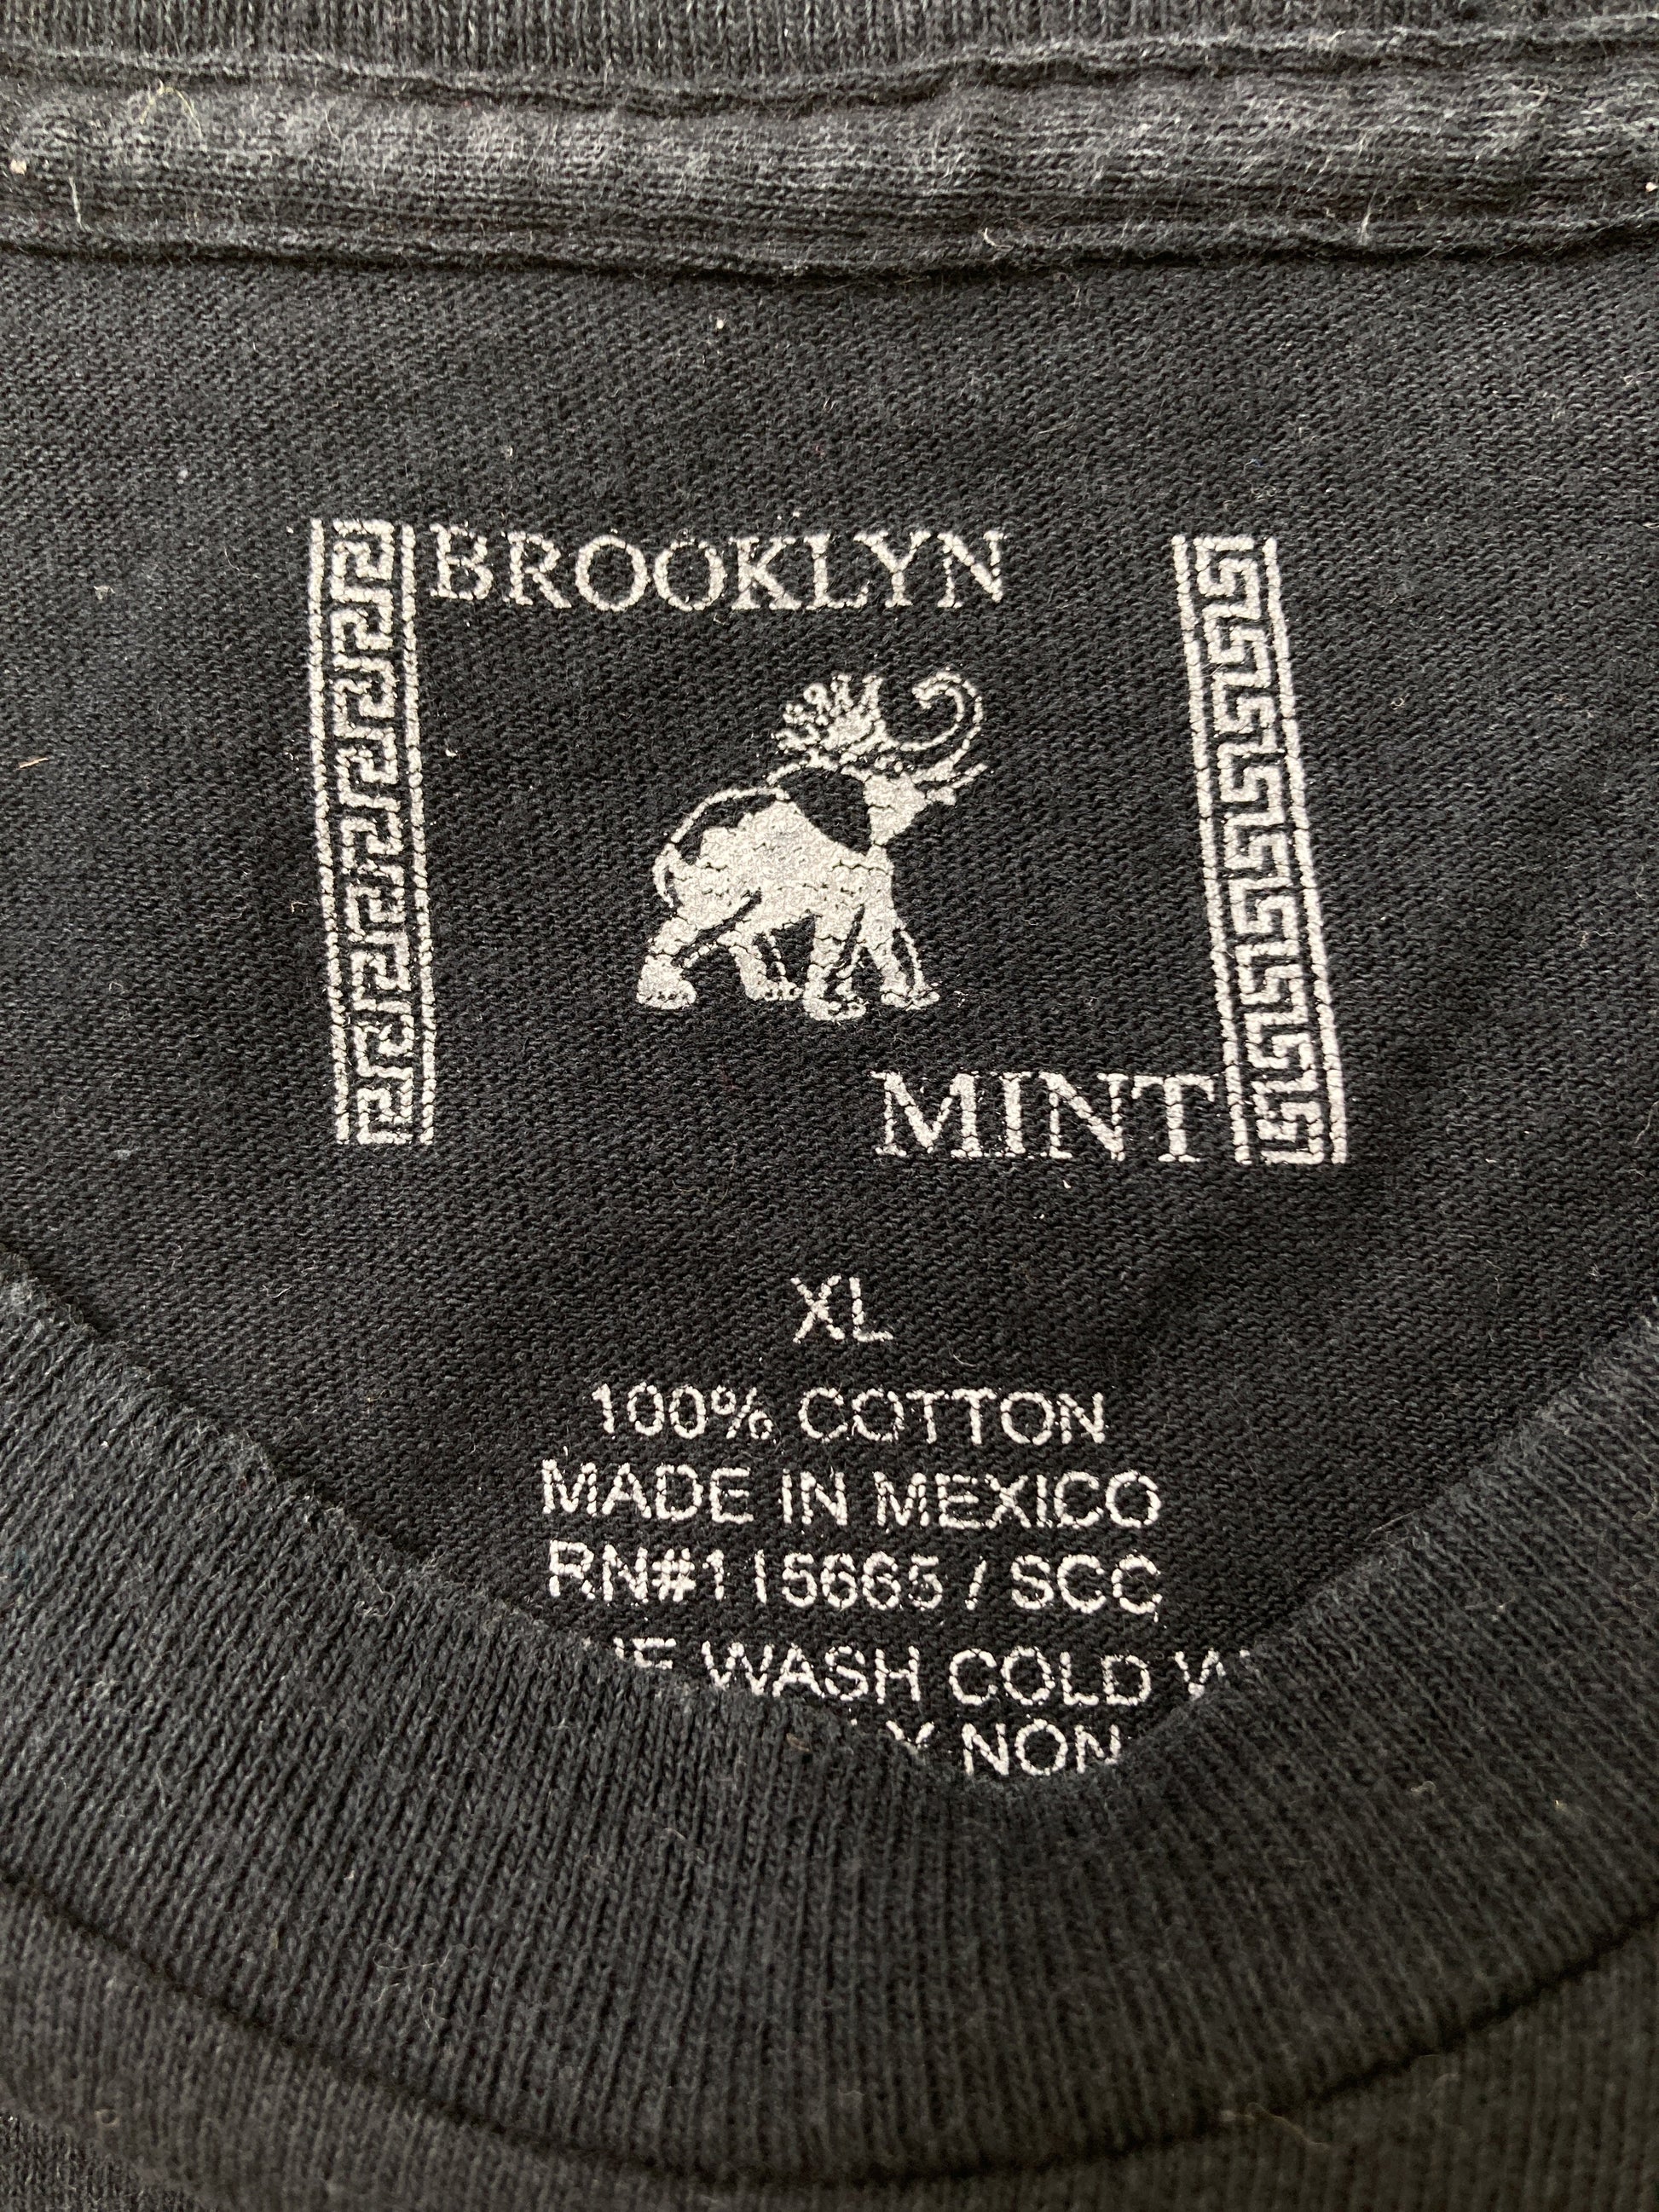 BROOKLYN
MINT
XL
100% COTTON
MADE IN MEXICO
RN#115665 / SCC
WASH COLD
NON